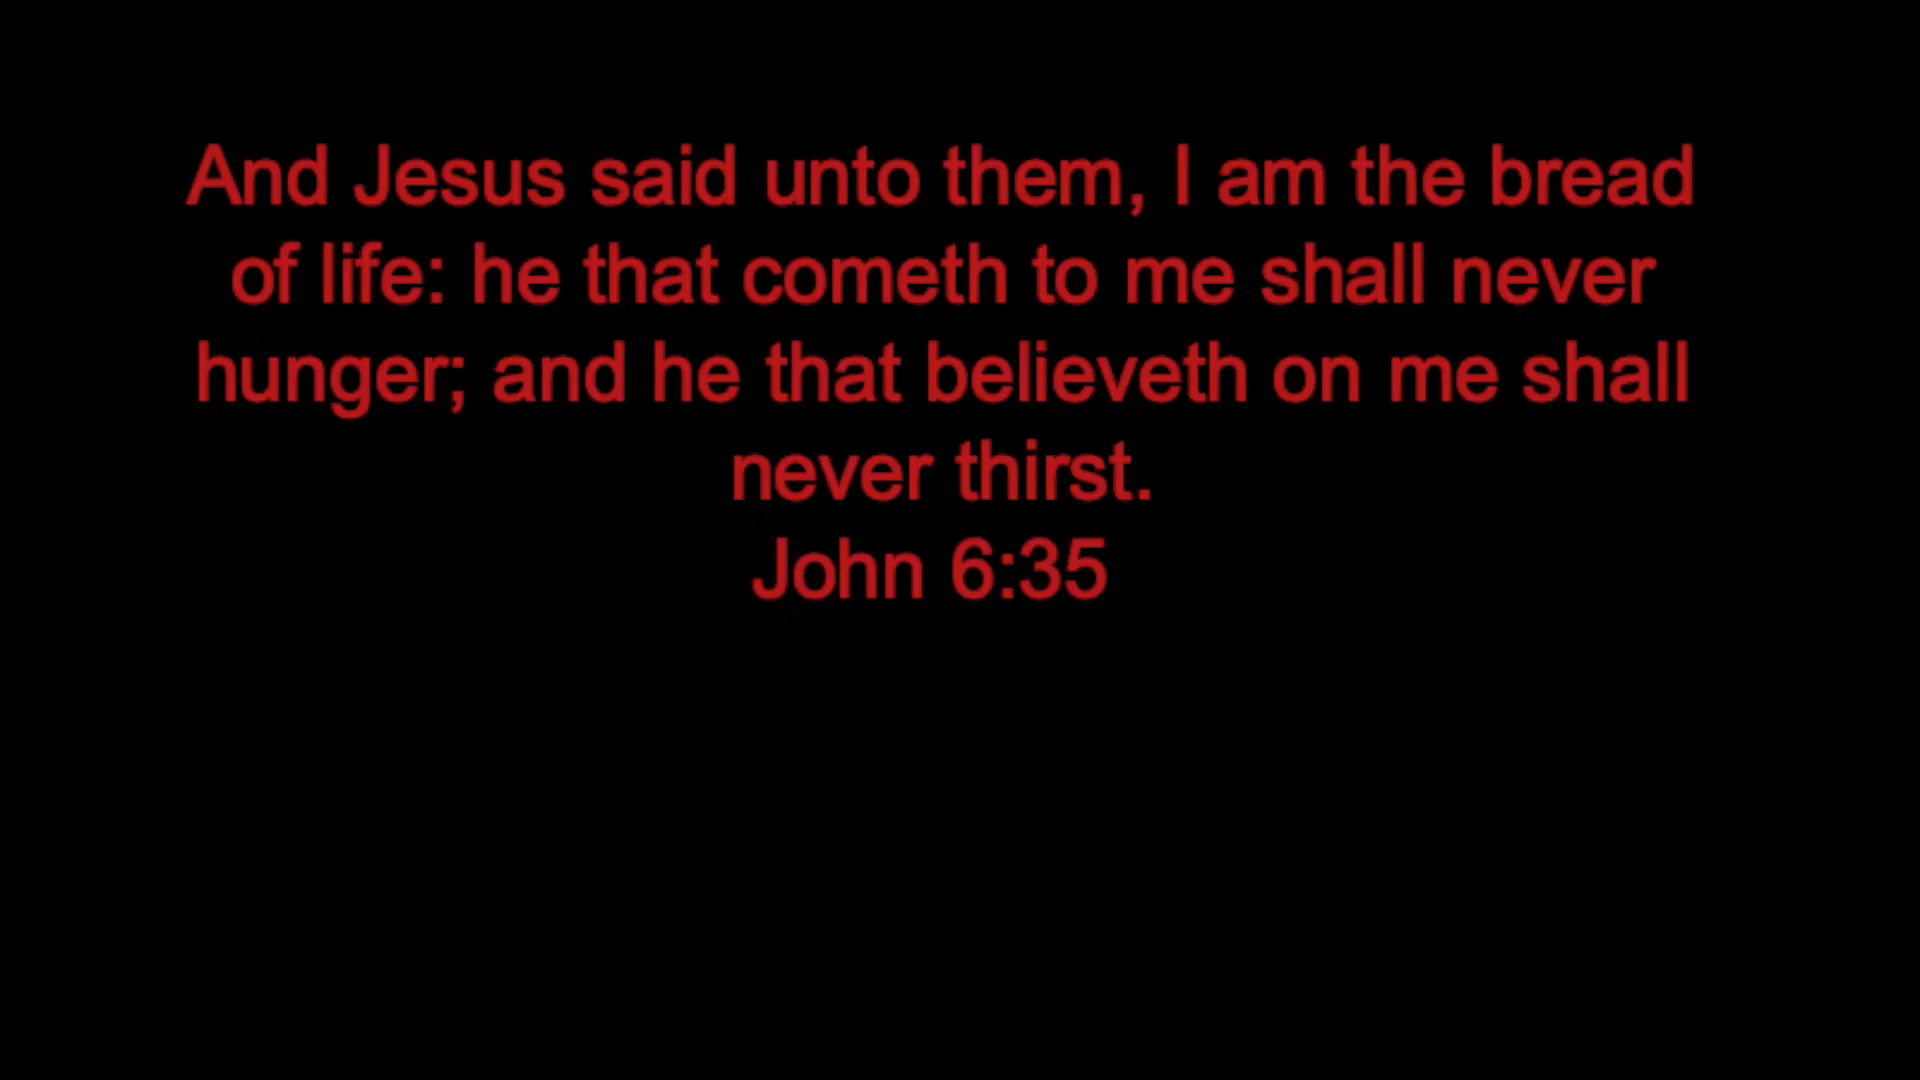 And Jesus said unto them, I am the bread
of life: he that cometh to me shall never
hunger; and he that believeth on me shall
never thirst.
John 6:35